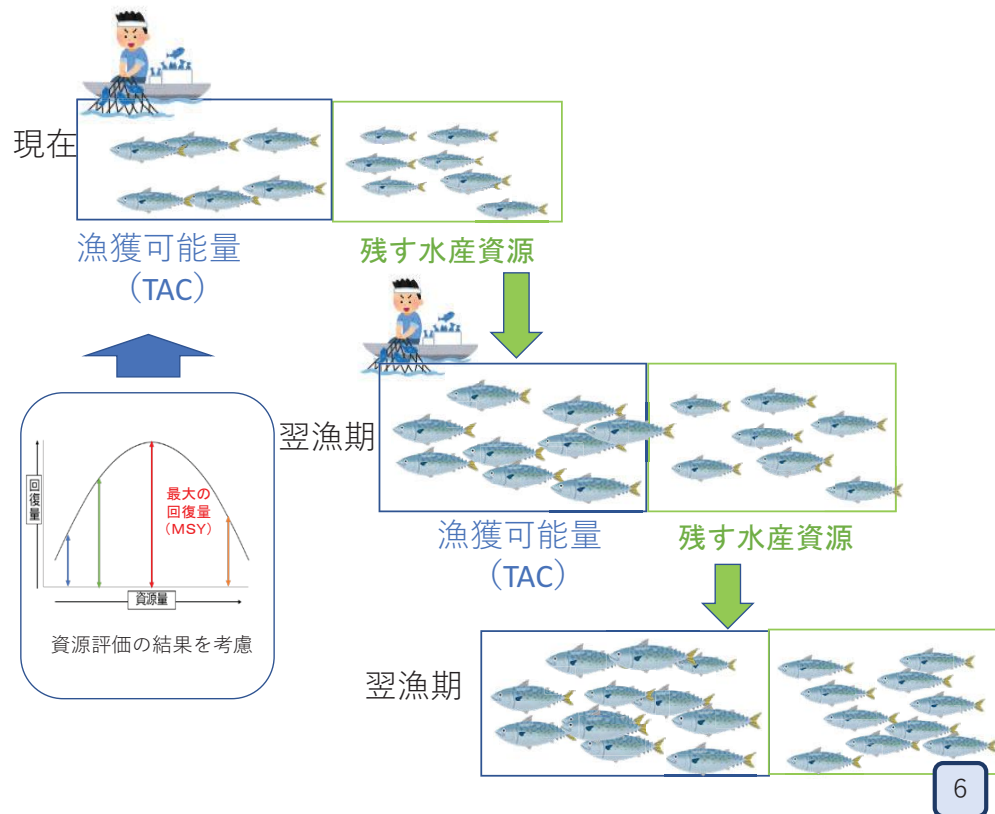 現在
漁獲可能量
（TAC）
残す水産資源
回復量
最大の
回復量
（MSY）
資源量
資源評価の結果を考慮
翌漁期
漁獲可能量
（TAC）
残す水産資源
翌漁期
6